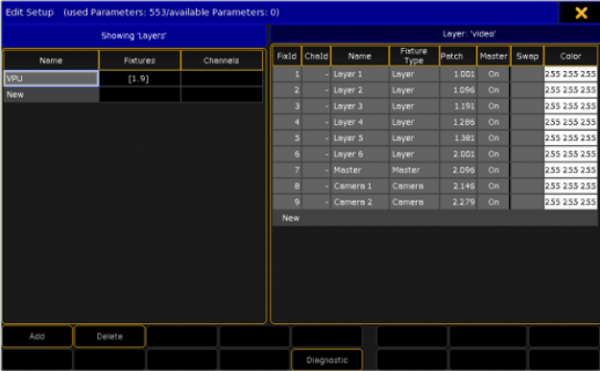 Edit Setup (used Parameters: 553/available Parameters: 0)
Showing 'Layers'
Name Fixtures Channels
VPU [1.9]
New
Layer: 'video'
FixId ChaId Name Fixture Type Patch Master Swap Color
1 - Layer 1 Layer 1.001 On 255 255 255
2 - Layer 2 Layer 1.096 On 255 255 255
3 - Layer 3 Layer 1.191 On 255 255 255
4 - Layer 4 Layer 1.286 On 255 255 255
5 - Layer 5 Layer 1.381 On 255 255 255
6 - Layer 6 Layer 2.001 On 255 255 255
7 - Master Master 2.096 On 255 255 255
8 - Camera 1 Camera 2.146 On 255 255 255
9 - Camera 2 Camera 2.279 On 255 255 255
New
Add Delete
Diagnostic